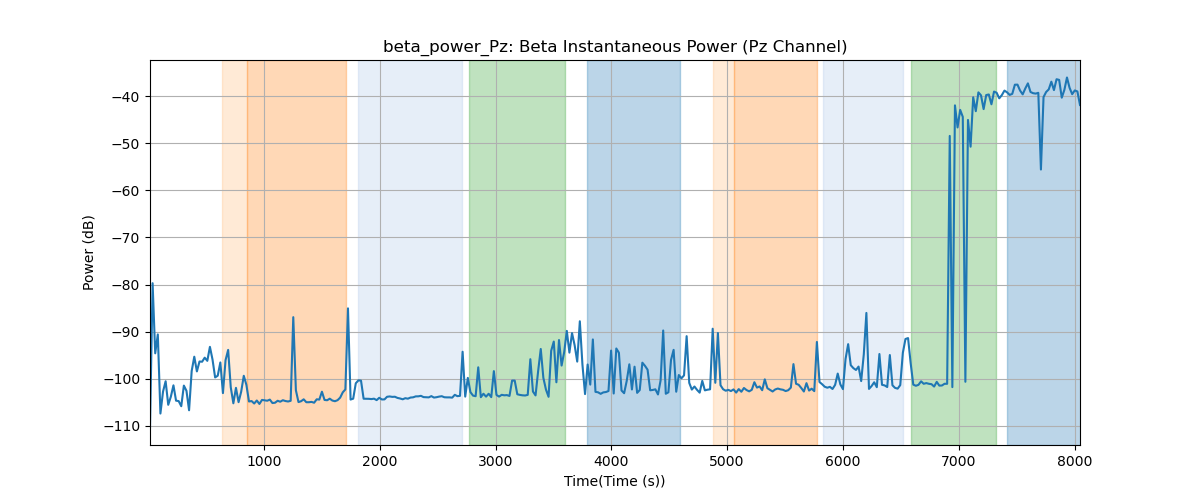 beta_power_Pz: Beta Instantaneous Power (Pz Channel)
Power (dB)
−40
−50
−60
−70
−80
−90
−100
−110
1000 2000 3000 4000 5000 6000 7000 8000
Time(Time (s))